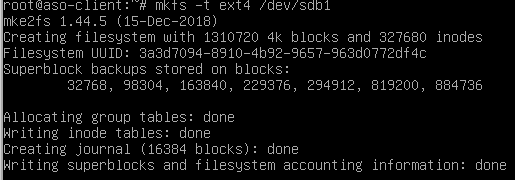 root@aso-client:~# mkfs -t ext4 /dev/sdb1
mke2fs 1.44.5 (15-Dec-2018)
Creating filesystem with 1310720 4k blocks and 327680 inodes
Filesystem UUID: 3a3d7094-8910-4b92-9657-963d0772df4c
Superblock backups stored on blocks:
32768, 98304, 163840, 229376, 294912, 819200, 884736
Allocating group tables: done
Writing inode tables: done
Creating journal (16384 blocks): done
Writing superblocks and filesystem accounting information: done